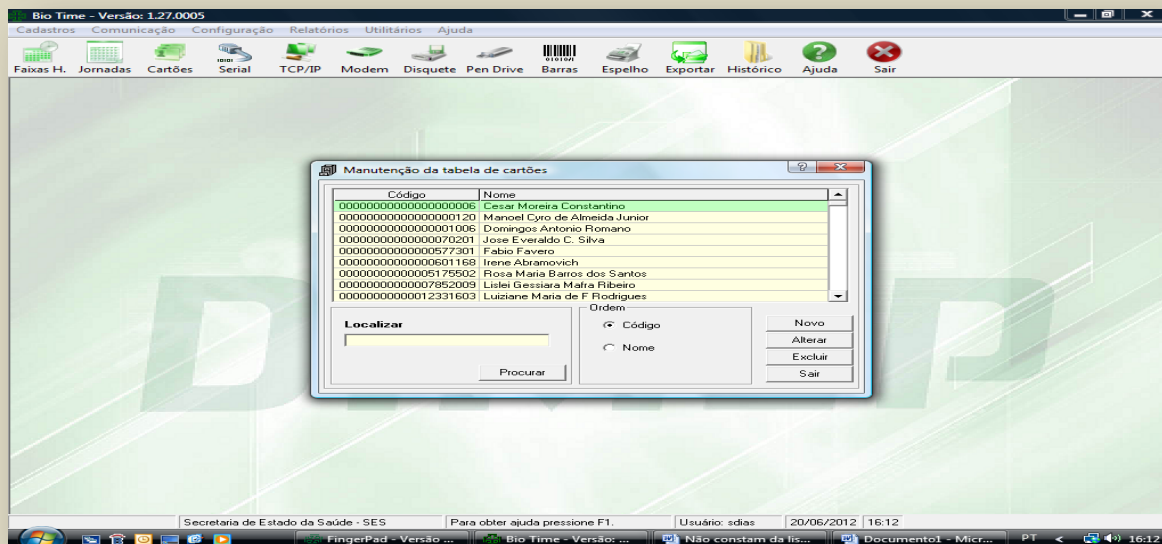 Bio Time - Versão: 1.27.0005
Cadastros Comunicação Configuração Relatórios Utilitários Ajuda
Faixas H. Jornadas Cartões Serial TCP/IP Modem Disquete Pen Drive Barras Espelho Exportar Histórico Ajuda Sair
Manutenção da tabela de cartões
Código Nome
00000000000000000006 Cesar Moreira Constantino
00000000000000000120 Manoel Cyro de Almeida Junior
00000000000000001006 Domingos Antonio Romano
00000000000000070201 Jose Everaldo C. Silva
00000000000000577301 Fabio Favero
00000000000000601168 Irene Abramovich
00000000000005175502 Rosa Maria Barros dos Santos
00000000000007852009 Lislei Gessiara Mafra Ribeiro
00000000000012331603 Luiziane Maria de F Rodrigues
Ordem
Localizar
Código
Nome
Procurar
Novo
Alterar
Excluir
Sair
DIMEP
Secretaria de Estado da Saúde - SES Para obter ajuda pressione F1. Usuário: sdias 20/06/2012 16:12
FingerPad - Versão ... Bio Time - Versão: ... Não constam da lis... Documento1 - Micr... PT 16:12